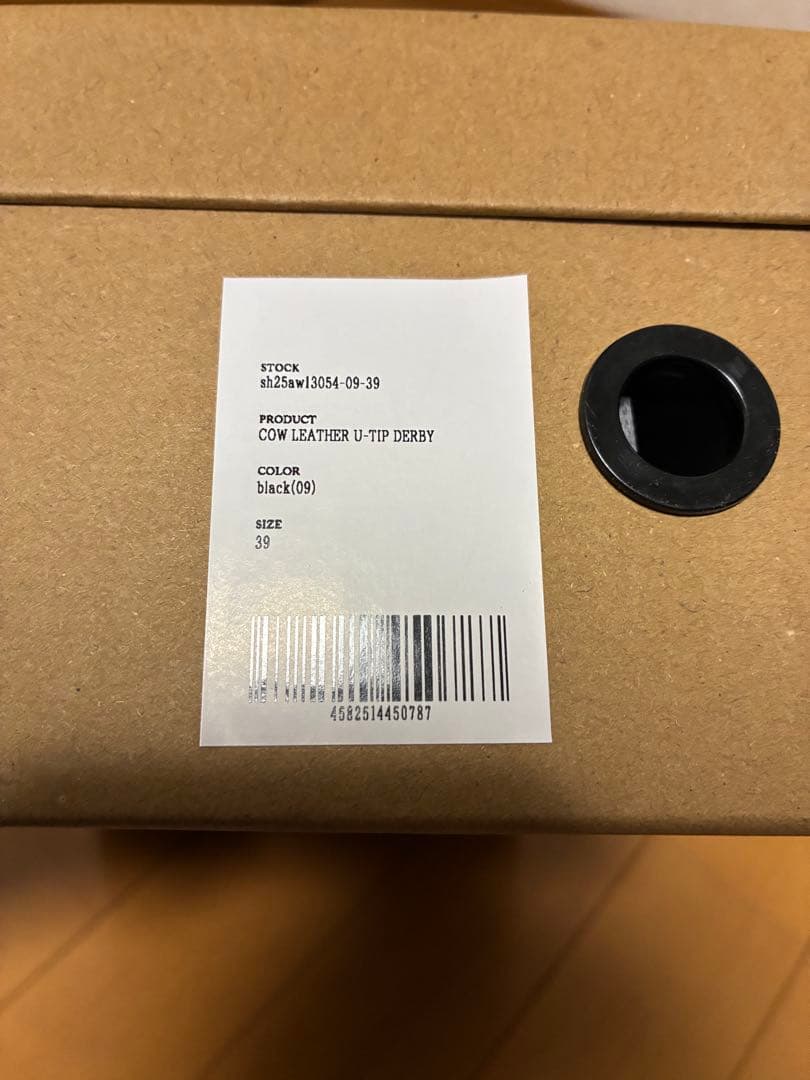 STOCK
sh25aw13054-09-39
PRODUCT
COW LEATHER U-TIP DERBY
COLOR
black(09)
SIZE
39
4582514450787